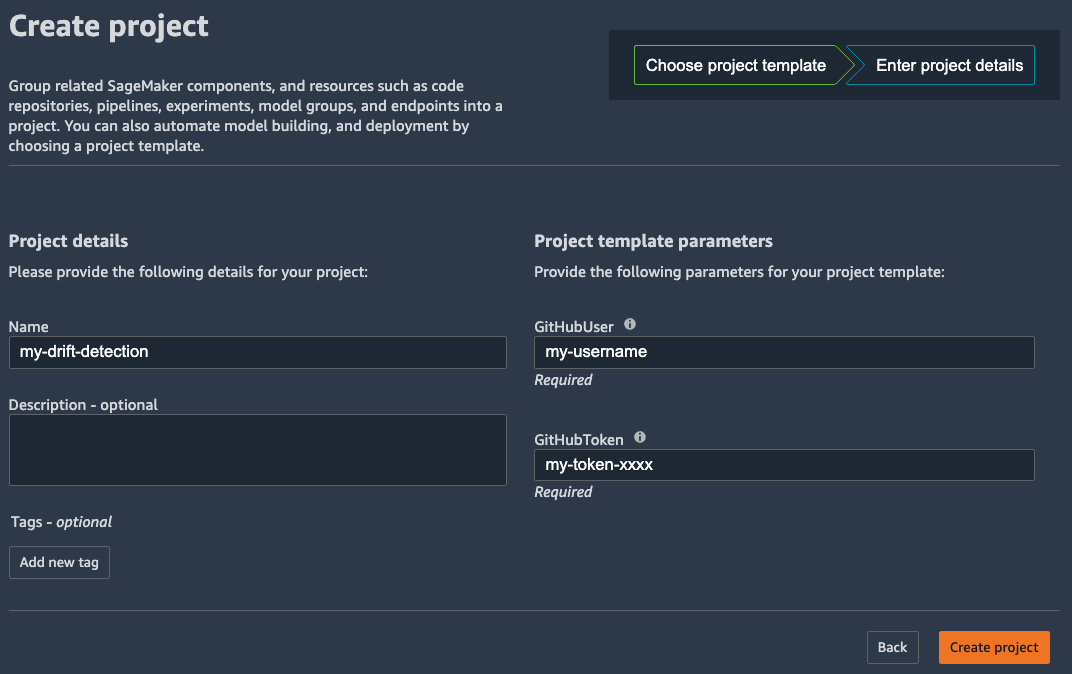 Create project
Choose project template
Enter project details
Group related SageMaker components, and resources such as code
repositories, pipelines, experiments, model groups, and endpoints into a
project. You can also automate model building, and deployment by
choosing a project template.
Project details
Please provide the following details for your project:
Name
my-drift-detection
Description - optional
Tags - optional
Add new tag
Project template parameters
Provide the following parameters for your project template:
GitHubUser
my-username
Required
GitHubToken
my-token-xxxx
Required
Back
Create project